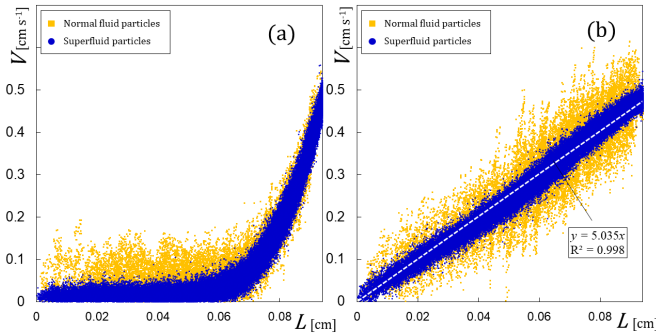 V[cm s⁻¹]
Normal fluid particles
Superfluid particles
(a)
0.5
0.4
0.3
0.2
0.1
0
0
0.02
0.04
0.06
0.08
L [cm]
V[cm s⁻¹]
Normal fluid particles
Superfluid particles
(b)
0.5
0.4
0.3
0.2
0.1
0
y = 5.035x
R² = 0.998
0
0.02
0.04
0.06
0.08
L [cm]